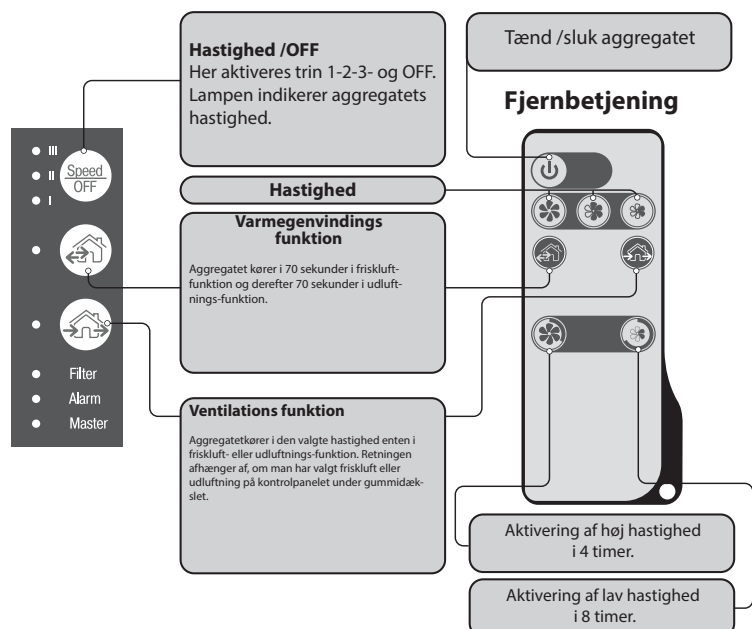 Hastighed /OFF
Her aktiveres trin 1-2-3- og OFF.
Lampen indikerer aggregatets
hastighed.
Tænd /sluk aggregatet
Fjernbetjening
III
II
I
Speed
OFF
Hastighed
Varmegenvindings
funktion
Aggregatet kører i 70 sekunder i friskluft-
funktion og derefter 70 sekunder i udluft-
nings-funktion.
Filter
Alarm
Master
Ventilations funktion
Aggregatetkører i den valgte hastighed enten i
friskluft- eller udluftnings-funktion. Retningen
afhænger af, om man har valgt friskluft eller
udluftning på kontrolpanelet under gummidæk-
slet.
Aktivering af høj hastighed
i 4 timer.
Aktivering af lav hastighed
i 8 timer.